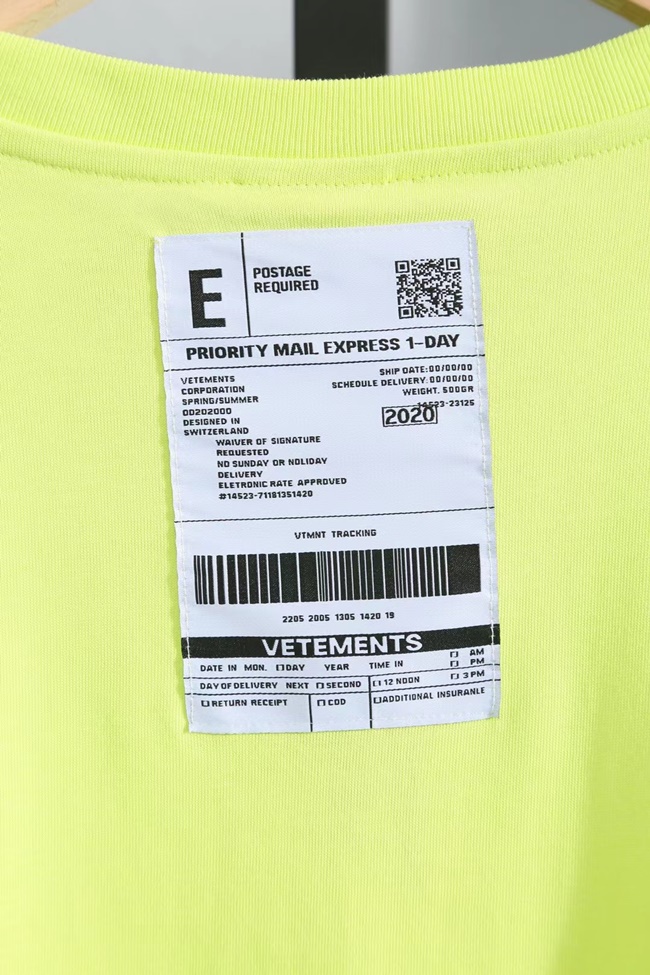 E
POSTAGE
REQUIRED
PRIORITY MAIL EXPRESS 1-DAY
VETEMENTS
CORPORATION
SPRING/SUMMER
OD202000
DESIGNED IN
SWITZERLAND
SHIP DATE:00/00/00
SCHEDULE DELIVERY:00/00/00
WEIGHT. 500GR
14523-23125
2020
WAIVER OF SIGNATURE
REQUESTED
NO SUNDAY OR NOLIDAY
DELIVERY
ELETRONIC RATE APPROVED
#14523-71181351420
VTMNT TRACKING
2205 2005 1305 1420 19
VETEMENTS
DATE IN MON. DAY YEAR TIME IN AM
PM
DAY OF DELIVERY NEXT SECOND 12 NOON 3 PM
RETURN RECEIPT COD ADDITIONAL INSURANLE